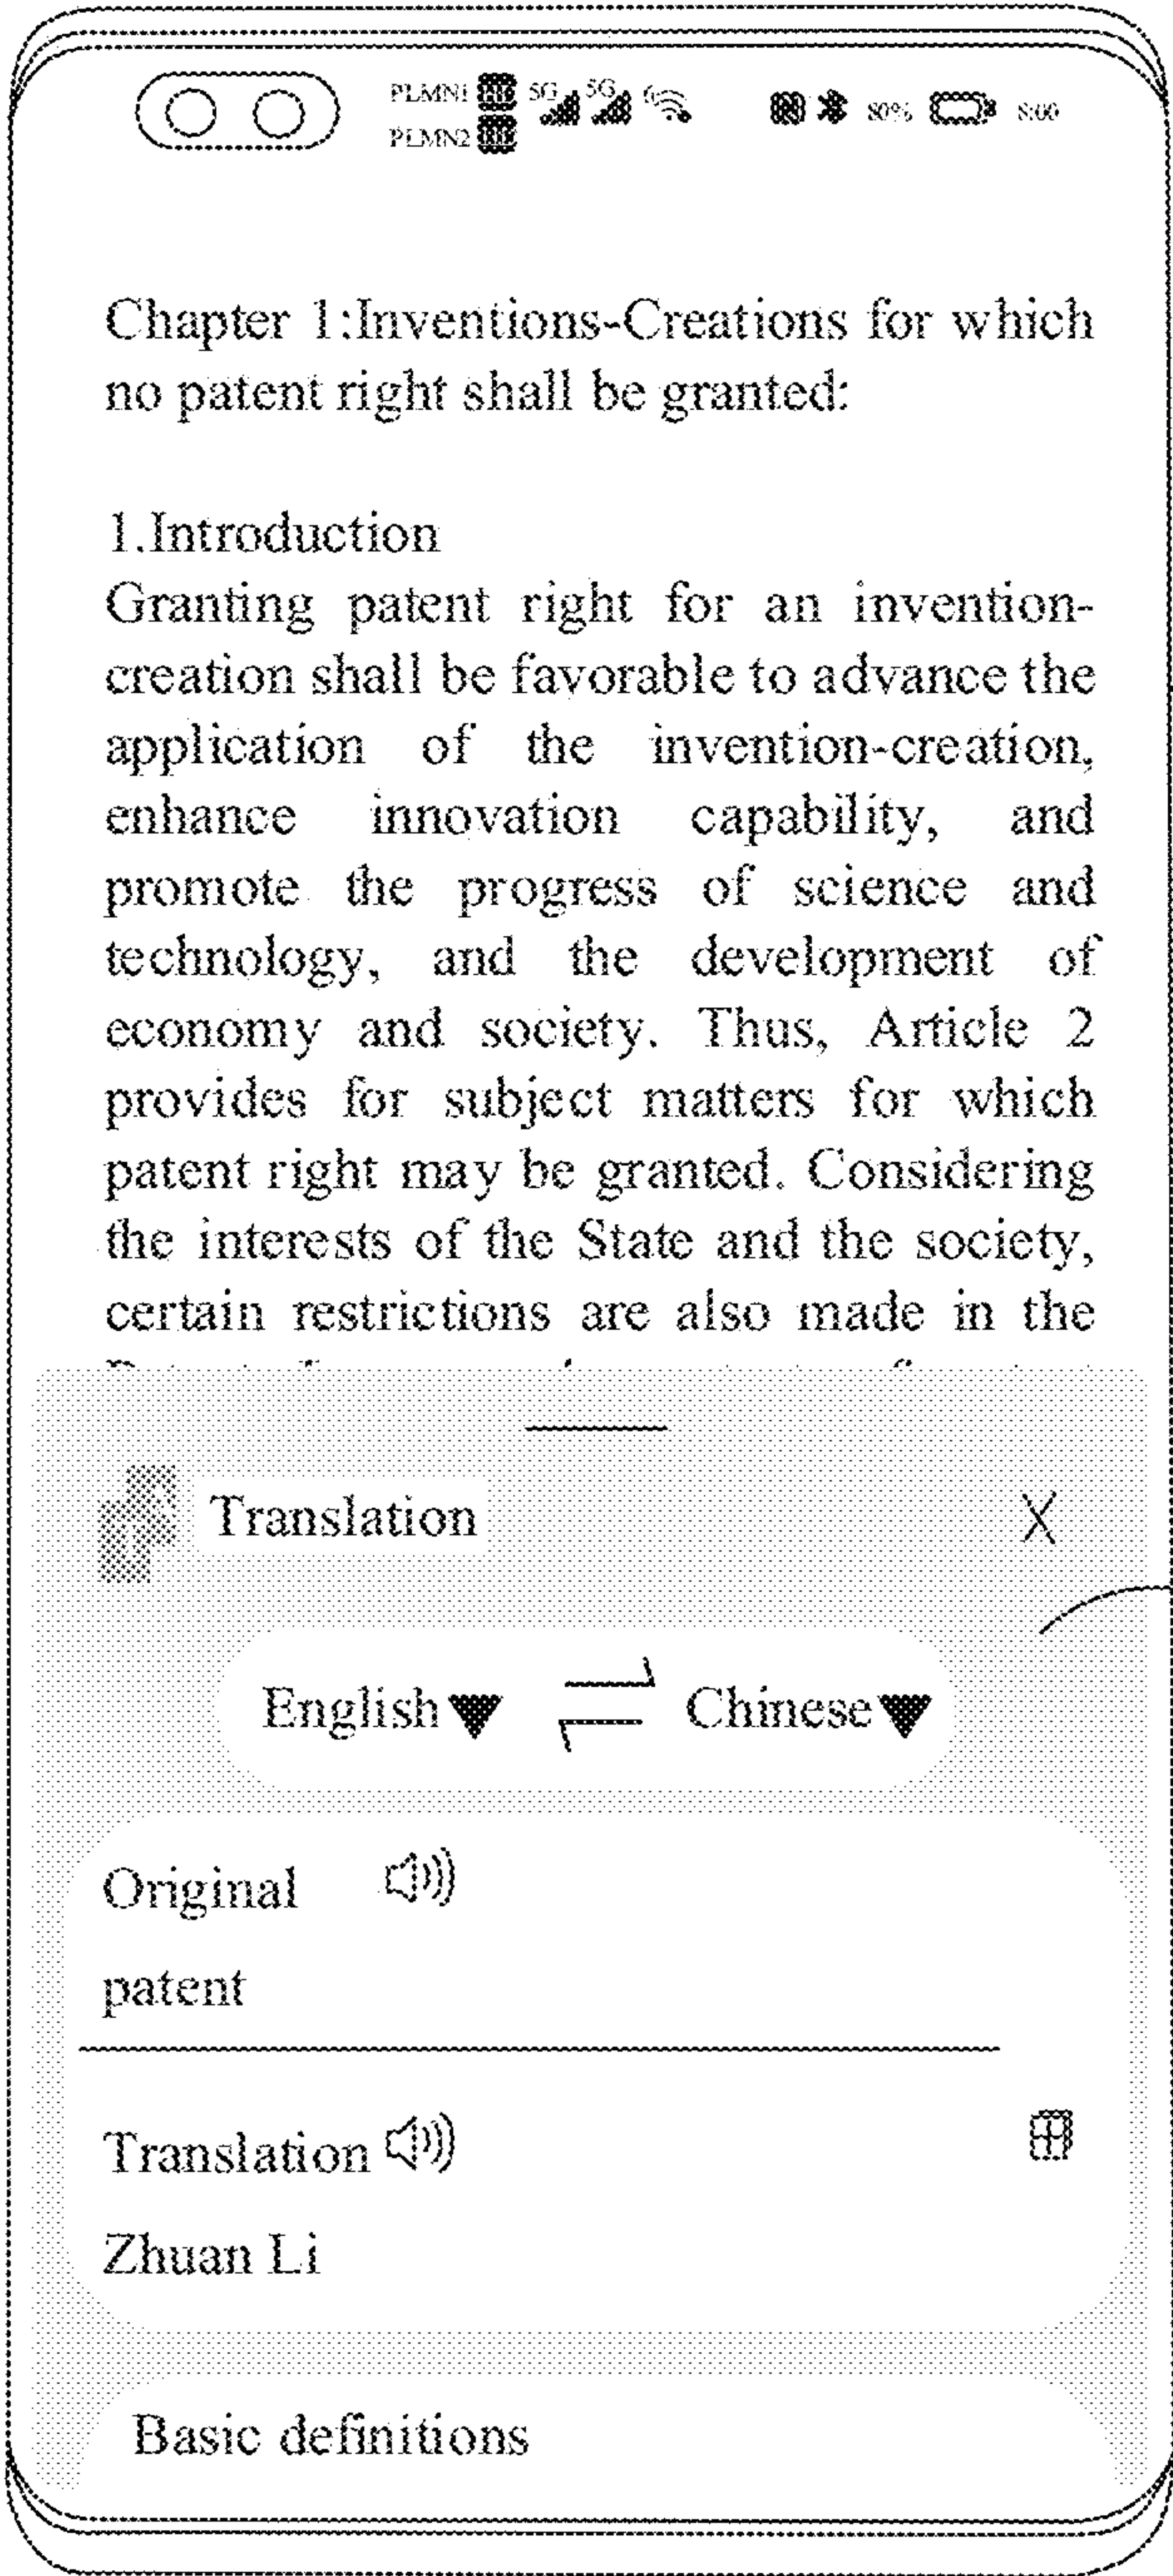 PLMN1 HD 5G 5G 6
PLMN2 HD
N 80% 8:00
Chapter 1:Inventions-Creations for which
no patent right shall be granted:
1.Introduction
Granting patent right for an invention-
creation shall be favorable to advance the
application of the invention-creation,
enhance innovation capability, and
promote the progress of science and
technology, and the development of
economy and society. Thus, Article 2
provides for subject matters for which
patent right may be granted. Considering
the interests of the State and the society,
certain restrictions are also made in the
Translation X
English Chinese
Original
patent
Translation
Zhuan Li
Basic definitions